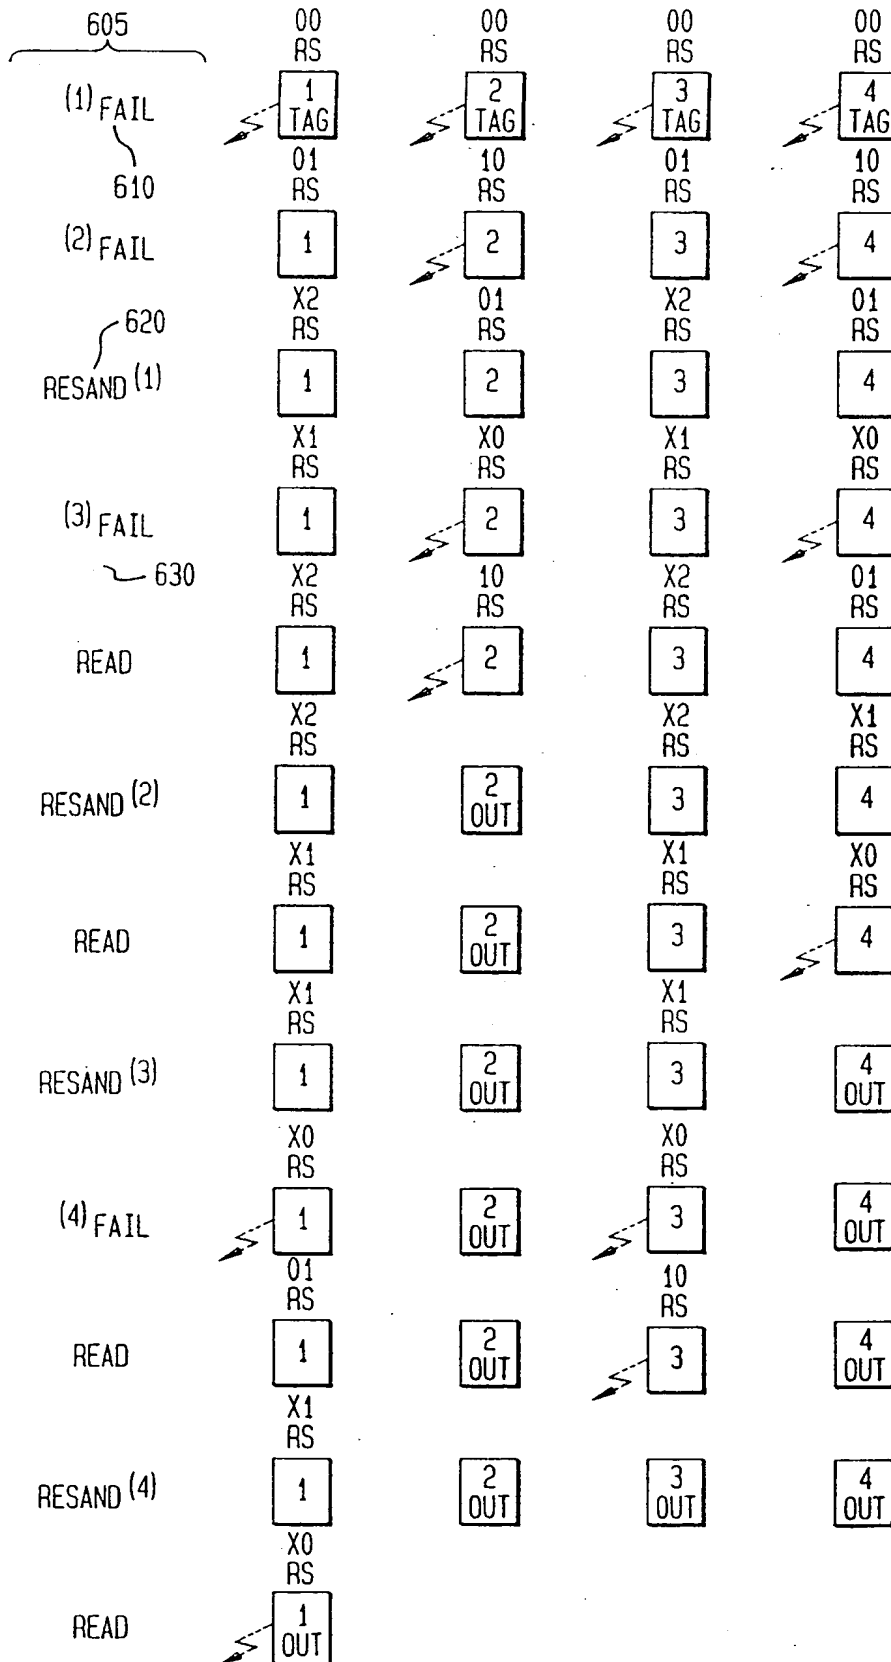 605 00 00 00 00
RS RS RS RS
(1) FAIL 1 2 3 4
TAG TAG TAG TAG
610 01 10 01 10
RS RS RS RS
(2) FAIL 1 2 3 4
X2 01 X2 01
620 RS RS RS RS
RESAND (1) 1 2 3 4
X1 X0 X1 X0
RS RS RS RS
(3) FAIL 1 2 3 4
630 X2 10 X2 01
RS RS RS RS
READ 1 2 3 4
X2 X2 X1
RS RS RS
RESAND (2) 1 2 3 4
OUT
X1 X1 X0
RS RS RS
READ 1 2 3 4
OUT
X1 X1
RS RS
RESAND (3) 1 2 3 4
OUT OUT
X0 X0
RS RS
(4) FAIL 1 2 3 4
OUT OUT
01 10
RS RS
READ 1 2 3 4
OUT OUT
X1
RS
RESAND (4) 1 2 3 4
OUT OUT OUT
X0
RS
READ 1
OUT